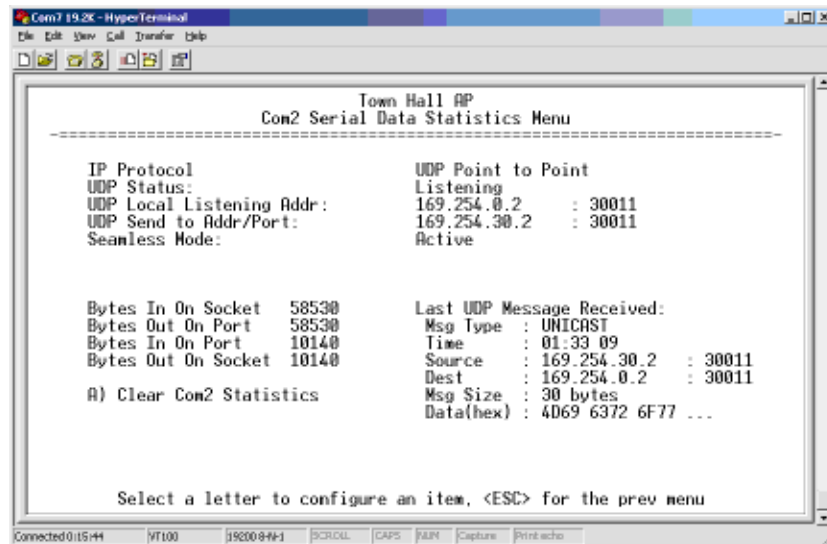 Com7 19.2K - HyperTerminal
File Edit View Call Transfer Help
Town Hall AP
Com2 Serial Data Statistics Menu
-==========================================================================-
IP Protocol UDP Point to Point
UDP Status: Listening
UDP Local Listening Addr: 169.254.0.2 : 30011
UDP Send to Addr/Port: 169.254.30.2 : 30011
Seamless Mode: Active
Bytes In On Socket 58530 Last UDP Message Received:
Bytes Out On Port 58530 Msg Type : UNICAST
Bytes In On Port 10140 Time : 01:33 09
Bytes Out On Socket 10140 Source : 169.254.30.2 : 30011
Dest : 169.254.0.2 : 30011
A) Clear Com2 Statistics Msg Size : 30 bytes
Data(hex) : 4D69 6372 6F77 ...
Select a letter to configure an item, <ESC> for the prev menu
Connected 0:15:44 VT100 19200 8-N-1 SCROLL CAPS NUM Capture Print echo